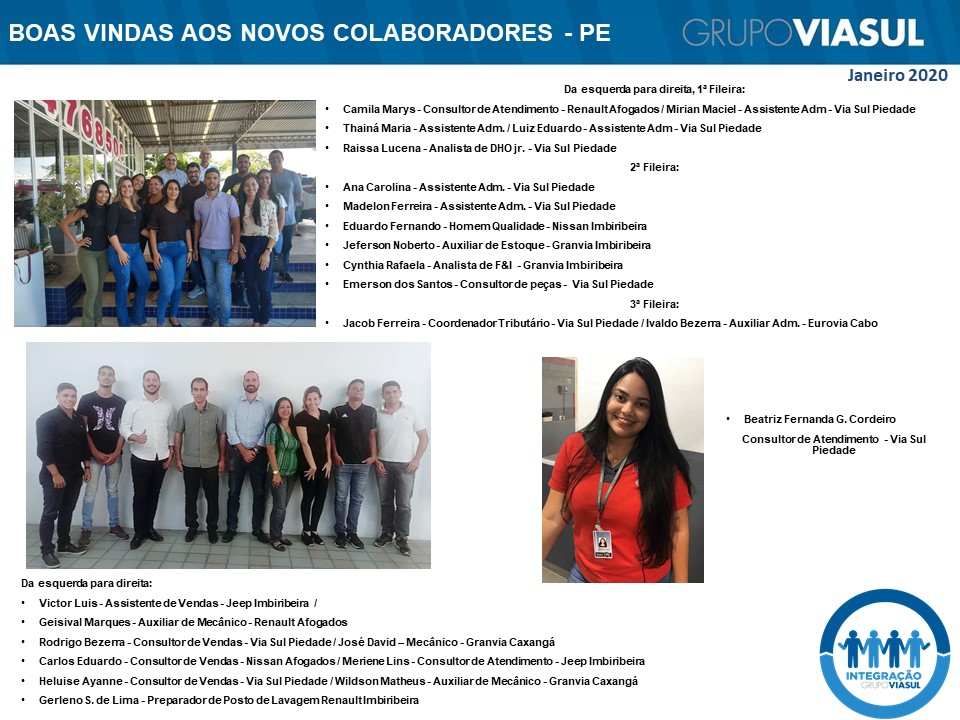 BOAS VINDAS AOS NOVOS COLABORADORES - PE
GRUPOVIASUL
Janeiro 2020
Da esquerda para direita, 1ª Fileira:
• Camila Marys - Consultor de Atendimento - Renault Afogados / Mirian Maciel - Assistente Adm - Via Sul Piedade
• Thainá Maria - Assistente Adm. / Luiz Eduardo - Assistente Adm - Via Sul Piedade
• Raissa Lucena - Analista de DHO jr. - Via Sul Piedade
2ª Fileira:
• Ana Carolina - Assistente Adm. - Via Sul Piedade
• Madelon Ferreira - Assistente Adm. - Via Sul Piedade
• Eduardo Fernando - Homem Qualidade - Nissan Imbiribeira
• Jeferson Noberto - Auxiliar de Estoque - Granvia Imbiribeira
• Cynthia Rafaela - Analista de F&I - Granvia Imbiribeira
• Emerson dos Santos - Consultor de peças - Via Sul Piedade
3ª Fileira:
• Jacob Ferreira - Coordenador Tributário - Via Sul Piedade / Ivaldo Bezerra - Auxiliar Adm. - Eurovia Cabo
4768500
• Beatriz Fernanda G. Cordeiro
Consultor de Atendimento - Via Sul
Piedade
Da esquerda para direita:
• Victor Luis - Assistente de Vendas - Jeep Imbiribeira /
• Geisival Marques - Auxiliar de Mecânico - Renault Afogados
• Rodrigo Bezerra - Consultor de Vendas - Via Sul Piedade / José David – Mecânico - Granvia Caxangá
• Carlos Eduardo - Consultor de Vendas - Nissan Afogados / Meriene Lins - Consultor de Atendimento - Jeep Imbiribeira
• Heluise Ayanne - Consultor de Vendas - Via Sul Piedade / Wildson Matheus - Auxiliar de Mecânico - Granvia Caxangá
• Gerleno S. de Lima - Preparador de Posto de Lavagem Renault Imbiribeira
INTEGRAÇÃO
GRUPOVIASUL